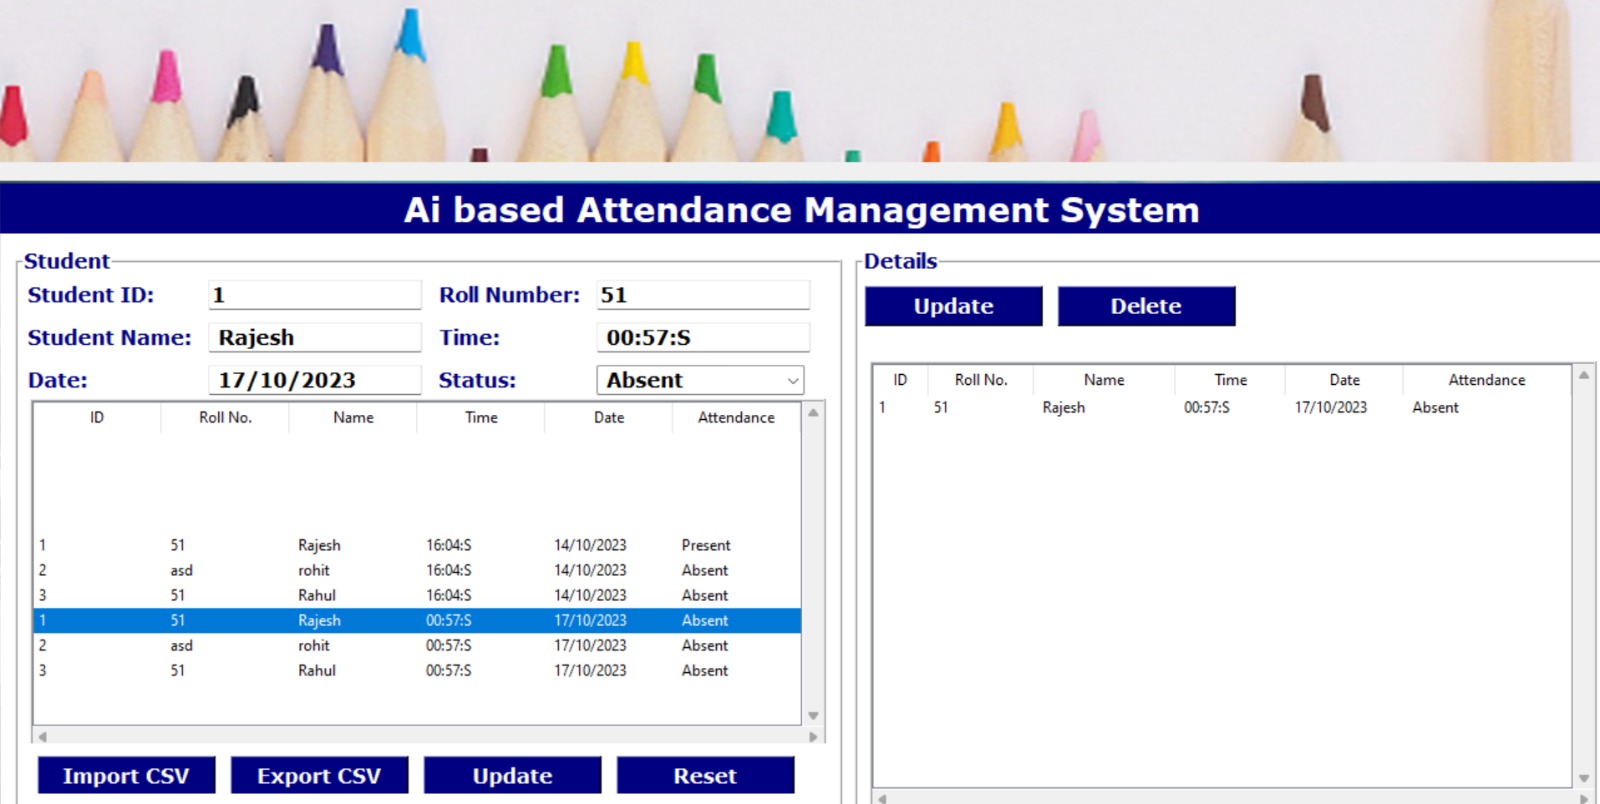 Ai based Attendance Management System
Student
Student ID: 1 Roll Number: 51
Student Name: Rajesh Time: 00:57:S
Date: 17/10/2023 Status: Absent
ID Roll No. Name Time Date Attendance
1 51 Rajesh 16:04:S 14/10/2023 Present
2 asd rohit 16:04:S 14/10/2023 Absent
3 51 Rahul 16:04:S 14/10/2023 Absent
1 51 Rajesh 00:57:S 17/10/2023 Absent
2 asd rohit 00:57:S 17/10/2023 Absent
3 51 Rahul 00:57:S 17/10/2023 Absent
Import CSV Export CSV Update Reset
Details
Update Delete
ID Roll No. Name Time Date Attendance
1 51 Rajesh 00:57:S 17/10/2023 Absent